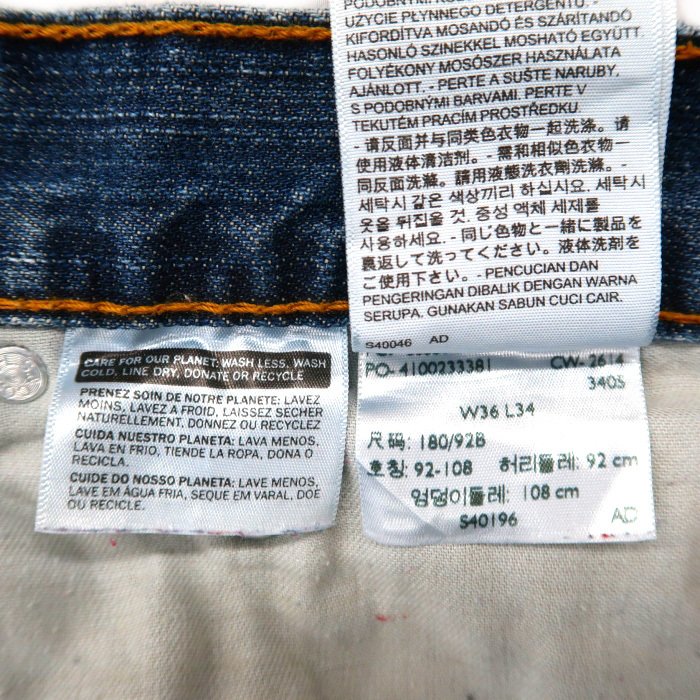 UŻYCIE PŁYNNEGO DETERGENTU. -
KIFORDÍTVA MOSANDÓ ÉS SZÁRÍTANDÓ
HASONLÓ SZINEKKEL MOSHATÓ EGYÜTT.
FOLYÉKONY MOSÓSZER HASZNÁLATA
AJÁNLOTT. - PERTE A SUŠTE NARUBY.
PERTE V
S PODOBNÝMI BARVAMI. PERTE V
TEKUTÉM PRACÍM PROSTŘEDKU.
- 请反面并与同类色衣物一起洗涤。请
使用液体清洁剂。- 需和相似色衣物一
同反面洗滌。請用液態洗衣劑洗滌。-
세탁시 같은 색상끼리 하십시요. 세탁시
옷을 뒤집을 것. 중성 액체 세제를
사용하세요. - 同じ色物と一緒に製品を
裏返して洗ってください。液体洗剤を
ご使用下さい。- PENCUCIAN DAN
PENGERINGAN DIBALIK DENGAN WARNA
SERUPA. GUNAKAN SABUN CUCI CAIR.
S40046 AD
CARE FOR OUR PLANET: WASH LESS, WASH
COLD, LINE DRY, DONATE OR RECYCLE
PRENEZ SOIN DE NOTRE PLANETE: LAVEZ
MOINS, LAVEZ A FROID, LAISSEZ SECHER
NATURELLEMENT, DONNEZ OU RECYCLEZ
CUIDA NUESTRO PLANETA: LAVA MENOS,
LAVA EN FRIO, TIENDE LA ROPA, DONA O
RECICLA.
CUIDE DO NOSSO PLANETA: LAVE MENOS,
LAVE EM ÁGUA FRIA, SEQUE EM VARAL, DOE
OU RECICLE.
PO- 4100233381 CW- 2614
3405
W36 L34
尺码: 180/92B
호칭: 92-108 허리둘레: 92 cm
엉덩이둘레: 108 cm
S40196 AD